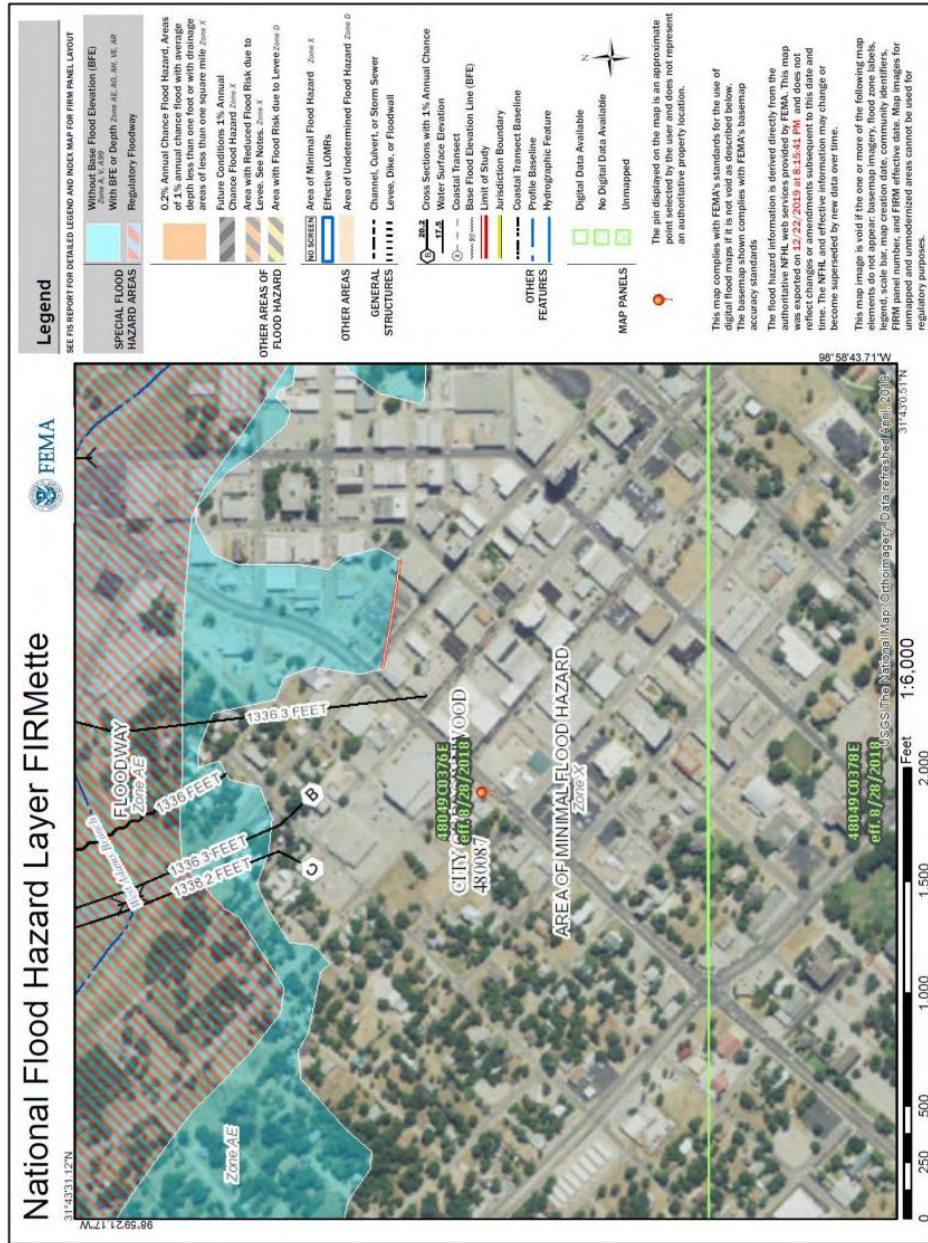 National Flood Hazard Layer FIRMette
FEMA
31°43'31.12"N
98°59'21.17"W
FLOODWAY
Zone AE
Zone AE
1336 FEET
1336.3 FEET
1338.2 FEET
1336.3 FEET
B
C
48049C0376E
eff. 8/28/2018
480087
AREA OF MINIMAL FLOOD HAZARD
Zone X
48049C0378E
eff. 8/28/2018
USGS The National Map: Orthoimagery. Data refreshed April, 2019.
98°58'43.71"W
31°43'0.51"N
0
250
500
1,000
1,500
2,000
Feet
1:6,000
Legend
SEE FIS REPORT FOR DETAILED LEGEND AND INDEX MAP FOR FIRM PANEL LAYOUT
SPECIAL FLOOD
HAZARD AREAS
Without Base Flood Elevation (BFE)
Zone A, V, A99
With BFE or Depth Zone AE, AO, AH, VE, AR
Regulatory Floodway
0.2% Annual Chance Flood Hazard, Areas
of 1% annual chance flood with average
depth less than one foot or with drainage
areas of less than one square mile Zone X
Future Conditions 1% Annual
Chance Flood Hazard Zone X
Area with Reduced Flood Risk due to
Levee. See Notes. Zone X
Area with Flood Risk due to Levee Zone D
OTHER AREAS OF
FLOOD HAZARD
NO SCREEN Area of Minimal Flood Hazard Zone X
Effective LOMRs
OTHER AREAS
Area of Undetermined Flood Hazard Zone D
GENERAL
STRUCTURES
Channel, Culvert, or Storm Sewer
Levee, Dike, or Floodwall
B 20.2 Cross Sections with 1% Annual Chance
17.5 Water Surface Elevation
8 Coastal Transect
513 Base Flood Elevation Line (BFE)
Limit of Study
Jurisdiction Boundary
Coastal Transect Baseline
OTHER
FEATURES
Profile Baseline
Hydrographic Feature
MAP PANELS
Digital Data Available
No Digital Data Available
Unmapped
N
The pin displayed on the map is an approximate
point selected by the user and does not represent
an authoritative property location.
This map complies with FEMA's standards for the use of
digital flood maps if it is not void as described below.
The basemap shown complies with FEMA's basemap
accuracy standards
The flood hazard information is derived directly from the
authoritative NFHL web services provided by FEMA. This map
was exported on 12/22/2019 at 8:15:41 PM and does not
reflect changes or amendments subsequent to this date and
time. The NFHL and effective information may change or
become superseded by new data over time.
This map image is void if the one or more of the following map
elements do not appear: basemap imagery, flood zone labels,
legend, scale bar, map creation date, community identifiers,
FIRM panel number, and FIRM effective date. Map images for
unmapped and unmodernized areas cannot be used for
regulatory purposes.